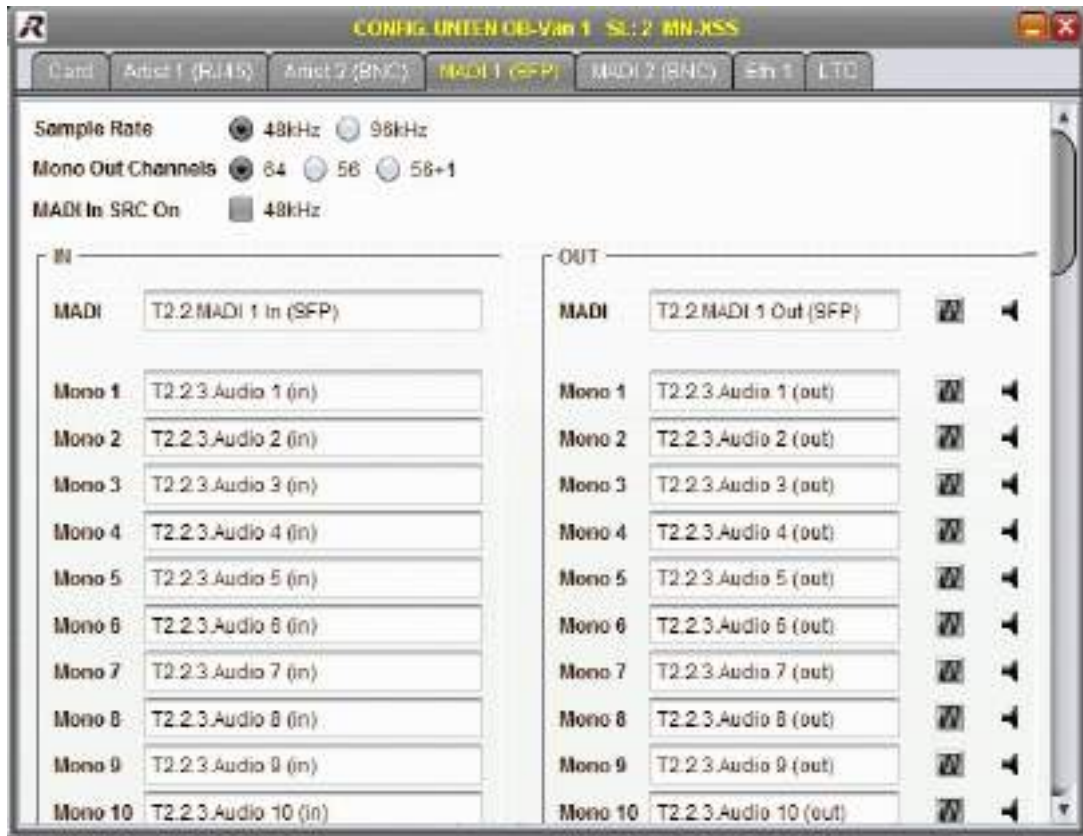 R
CONFIG. UNTEN OB-Van 1 SL: 2 MN-XSS
Card Artist 1 (RJ45) Artist 2 (BNC) MADI 1 (SFP) MADI 2 (BNC) Eth 1 LTC
Sample Rate 48kHz 96kHz
Mono Out Channels 64 56 56+1
MADI In SRC On 48kHz
IN OUT
MADI T2.2.MADI 1 In (SFP) MADI T2.2.MADI 1 Out (SFP)
Mono 1 T2.2.3.Audio 1 (in) Mono 1 T2.2.3.Audio 1 (out)
Mono 2 T2.2.3.Audio 2 (in) Mono 2 T2.2.3.Audio 2 (out)
Mono 3 T2.2.3.Audio 3 (in) Mono 3 T2.2.3.Audio 3 (out)
Mono 4 T2.2.3.Audio 4 (in) Mono 4 T2.2.3.Audio 4 (out)
Mono 5 T2.2.3.Audio 5 (in) Mono 5 T2.2.3.Audio 5 (out)
Mono 6 T2.2.3.Audio 6 (in) Mono 6 T2.2.3.Audio 6 (out)
Mono 7 T2.2.3.Audio 7 (in) Mono 7 T2.2.3.Audio 7 (out)
Mono 8 T2.2.3.Audio 8 (in) Mono 8 T2.2.3.Audio 8 (out)
Mono 9 T2.2.3.Audio 9 (in) Mono 9 T2.2.3.Audio 9 (out)
Mono 10 T2.2.3.Audio 10 (in) Mono 10 T2.2.3.Audio 10 (out)